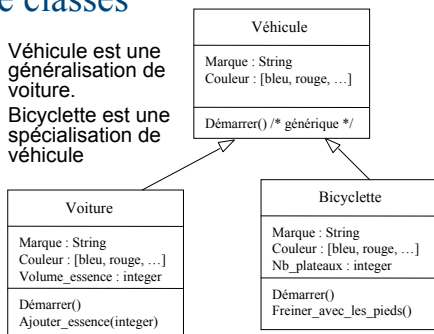 e classes
Véhicule est une
généralisation de
voiture.
Bicyclette est une
spécialisation de
véhicule
Véhicule
Marque : String
Couleur : [bleu, rouge, …]
Démarrer() /* générique */
Voiture
Marque : String
Couleur : [bleu, rouge, …]
Volume_essence : integer
Démarrer()
Ajouter_essence(integer)
Bicyclette
Marque : String
Couleur : [bleu, rouge, …]
Nb_plateaux : integer
Démarrer()
Freiner_avec_les_pieds()